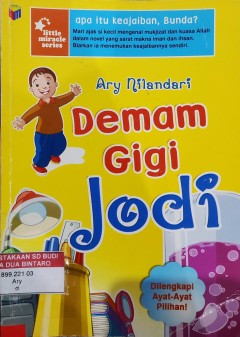 apa itu keajaiban, Bunda?
Mari ajak si kecil mengenal mukjizat dan kuasa Allah
dalam novel yang sarat makna iman dan ihsan.
Biarkan ia menemukan keajaibannya sendiri.
little
miracle
series
Ary Nilandari
Demam
Gigi
Jodi
STAKAAN SD BUDI
A DUA BINTARO
899.221 03
Ary
d
Dilengkapi
Ayat-Ayat
Pilihan!